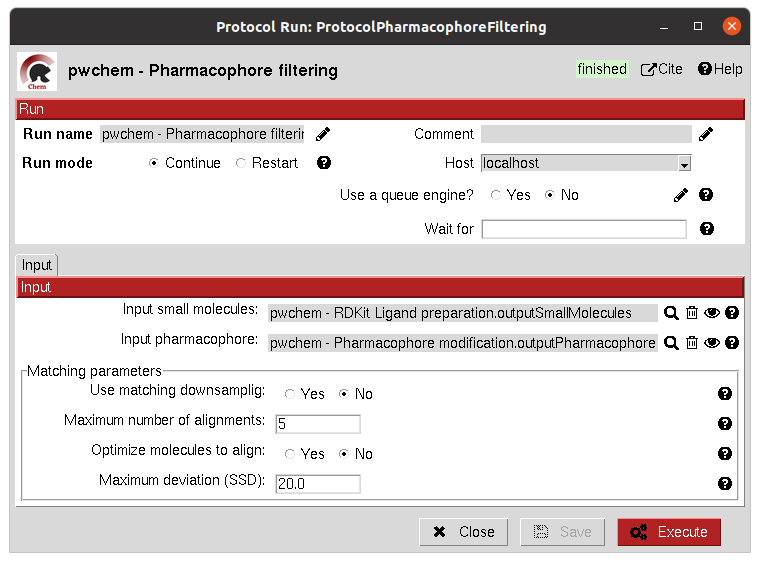 Protocol Run: ProtocolPharmacophoreFiltering
Chem
pwchem - Pharmacophore filtering
finished Cite Help
Run
Run name pwchem - Pharmacophore filterin Comment
Run mode Continue Restart Host localhost
Use a queue engine? Yes No
Wait for
Input
Input
Input small molecules: pwchem - RDKit Ligand preparation.outputSmallMolecules
Input pharmacophore: pwchem - Pharmacophore modification.outputPharmacophore
Matching parameters
Use matching downsamplig: Yes No
Maximum number of alignments: 5
Optimize molecules to align: Yes No
Maximum deviation (SSD): 20.0
Close Save Execute